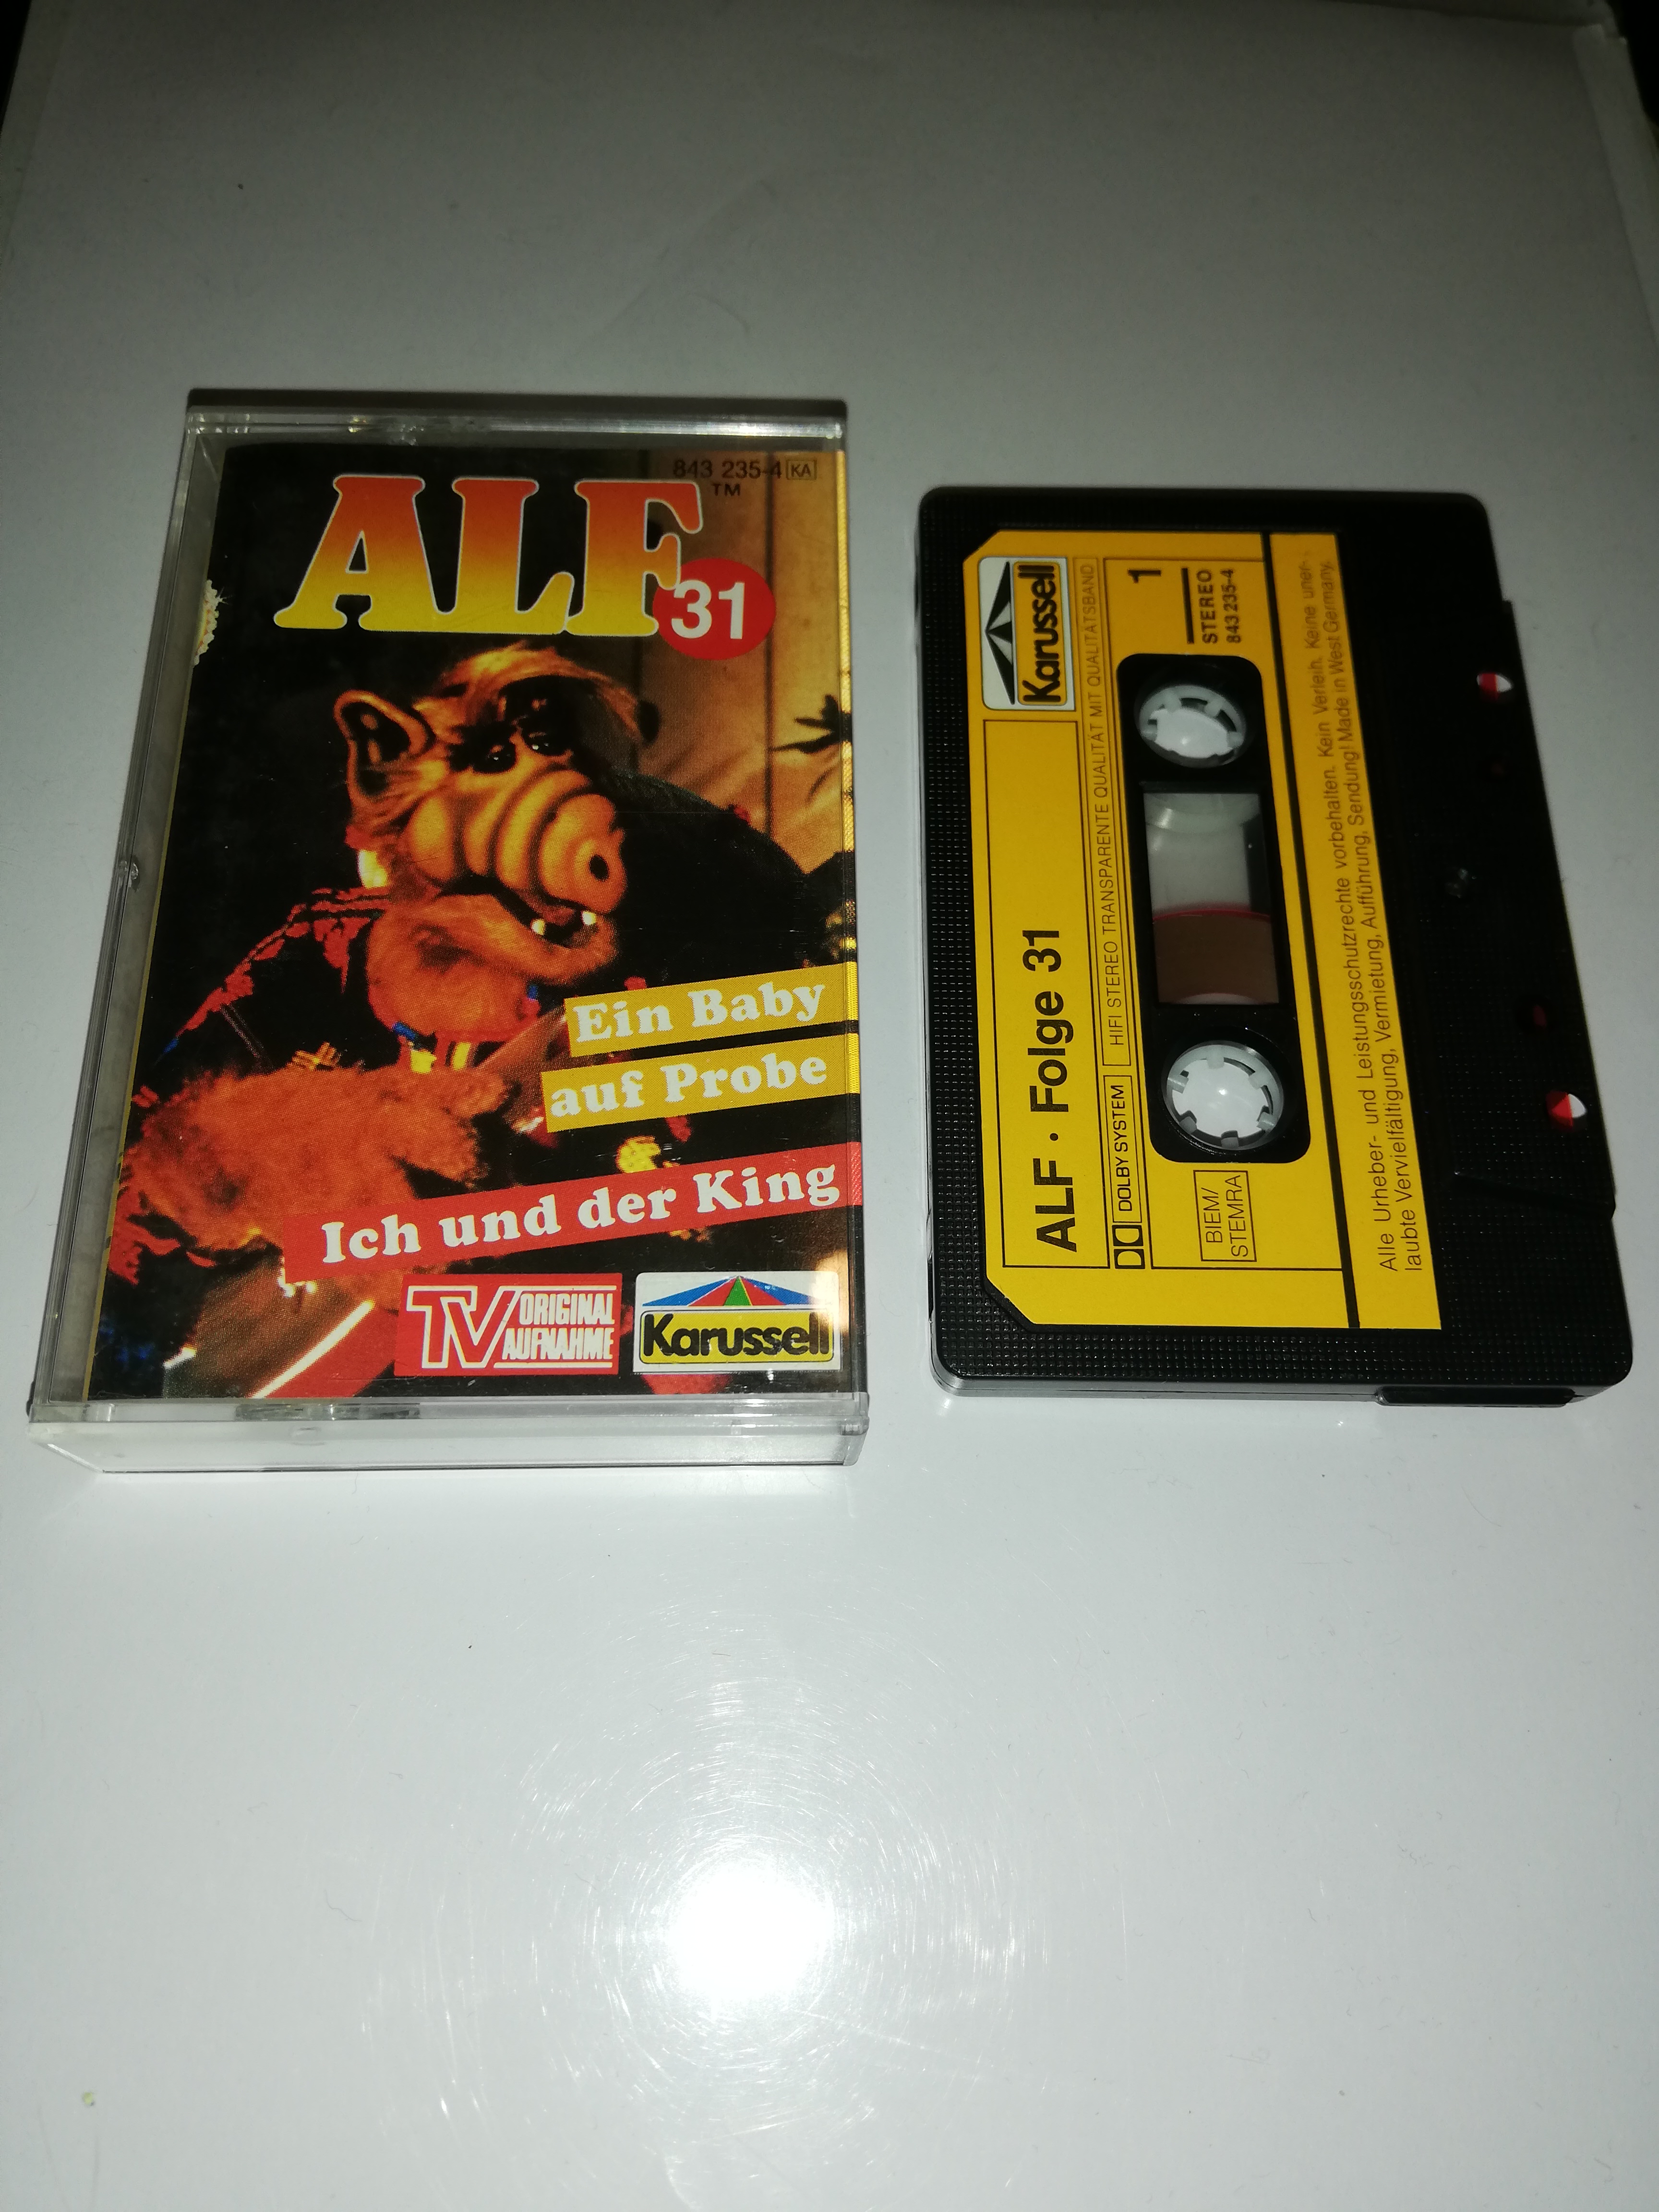 843 235-4 KA
TM
ALF
31
Ein Baby
auf Probe
Ich und der King
TV ORIGINAL
AUFNAHME
Karussell
Karussell
ALF · Folge 31
DOLBY SYSTEM
HIFI STEREO TRANSPARENTE QUALITÄT MIT QUALITÄTSBAND
1
STEREO
843 235-4
BIEM/
STEMRA
Alle Urheber- und Leistungsschutzrechte vorbehalten. Kein Verleih. Keine uner-
laubte Vervielfältigung, Vermietung, Aufführung, Sendung! Made in West Germany.